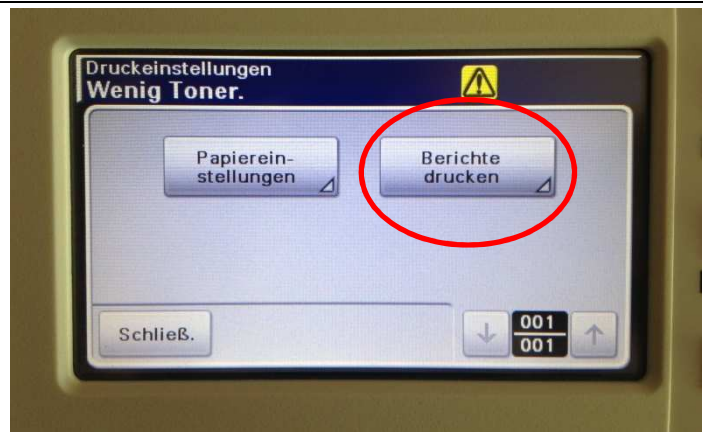 Druckeinstellungen
Wenig Toner.
Papierein-
stellungen
Berichte
drucken
Schließ.
001
001